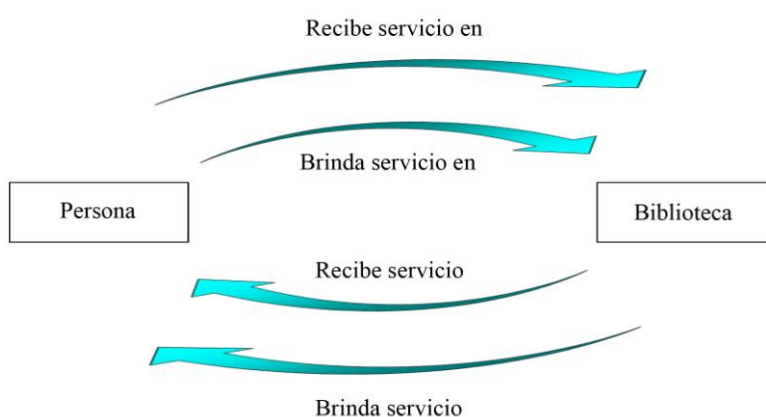 Recibe servicio en
Brinda servicio en
Persona
Biblioteca
Recibe servicio
Brinda servicio